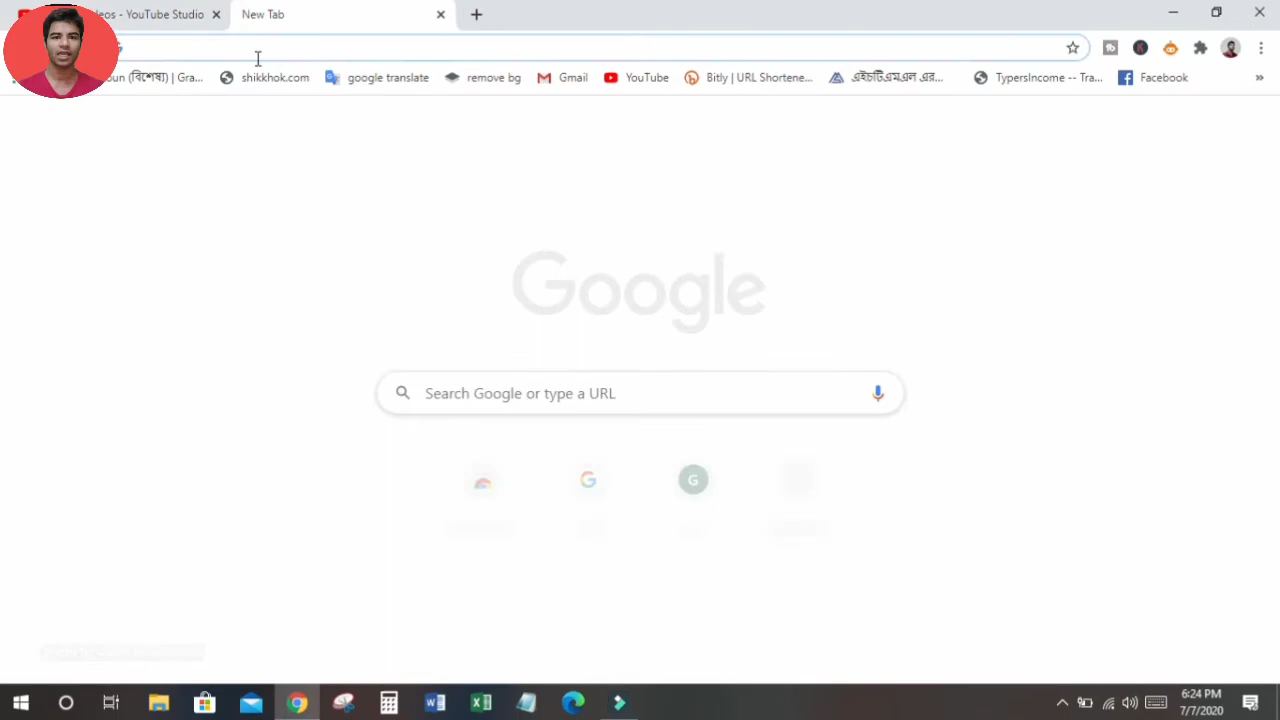 eos - YouTube Studio
New Tab
oun (বিশেষ্য) | Gra...
shikkhok.com
google translate
remove bg
Gmail
YouTube
Bitly | URL Shortene...
এইচটিএমএল এর...
TypersIncome -- Tra...
Facebook
Google
Search Google or type a URL
G
6:24 PM
7/7/2020